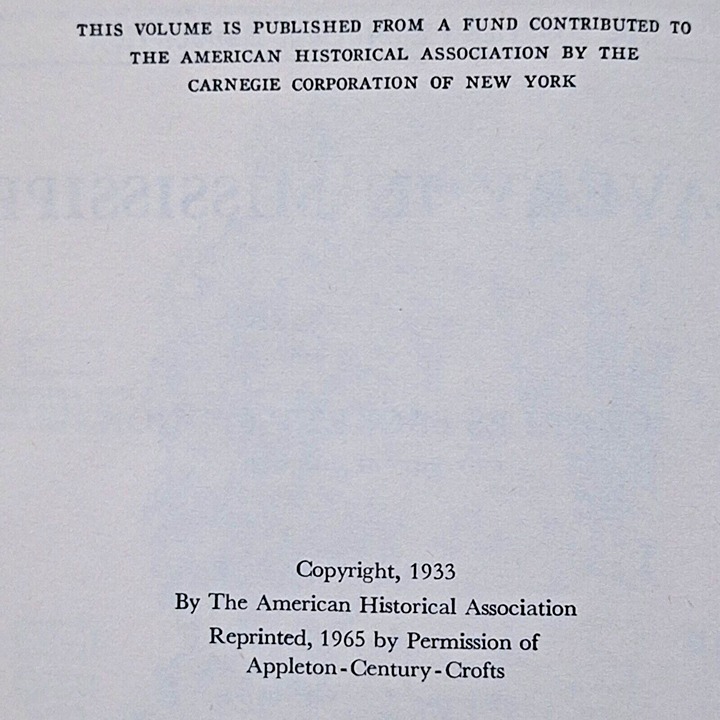 THIS VOLUME IS PUBLISHED FROM A FUND CONTRIBUTED TO
THE AMERICAN HISTORICAL ASSOCIATION BY THE
CARNEGIE CORPORATION OF NEW YORK
Copyright, 1933
By The American Historical Association
Reprinted, 1965 by Permission of
Appleton-Century-Crofts